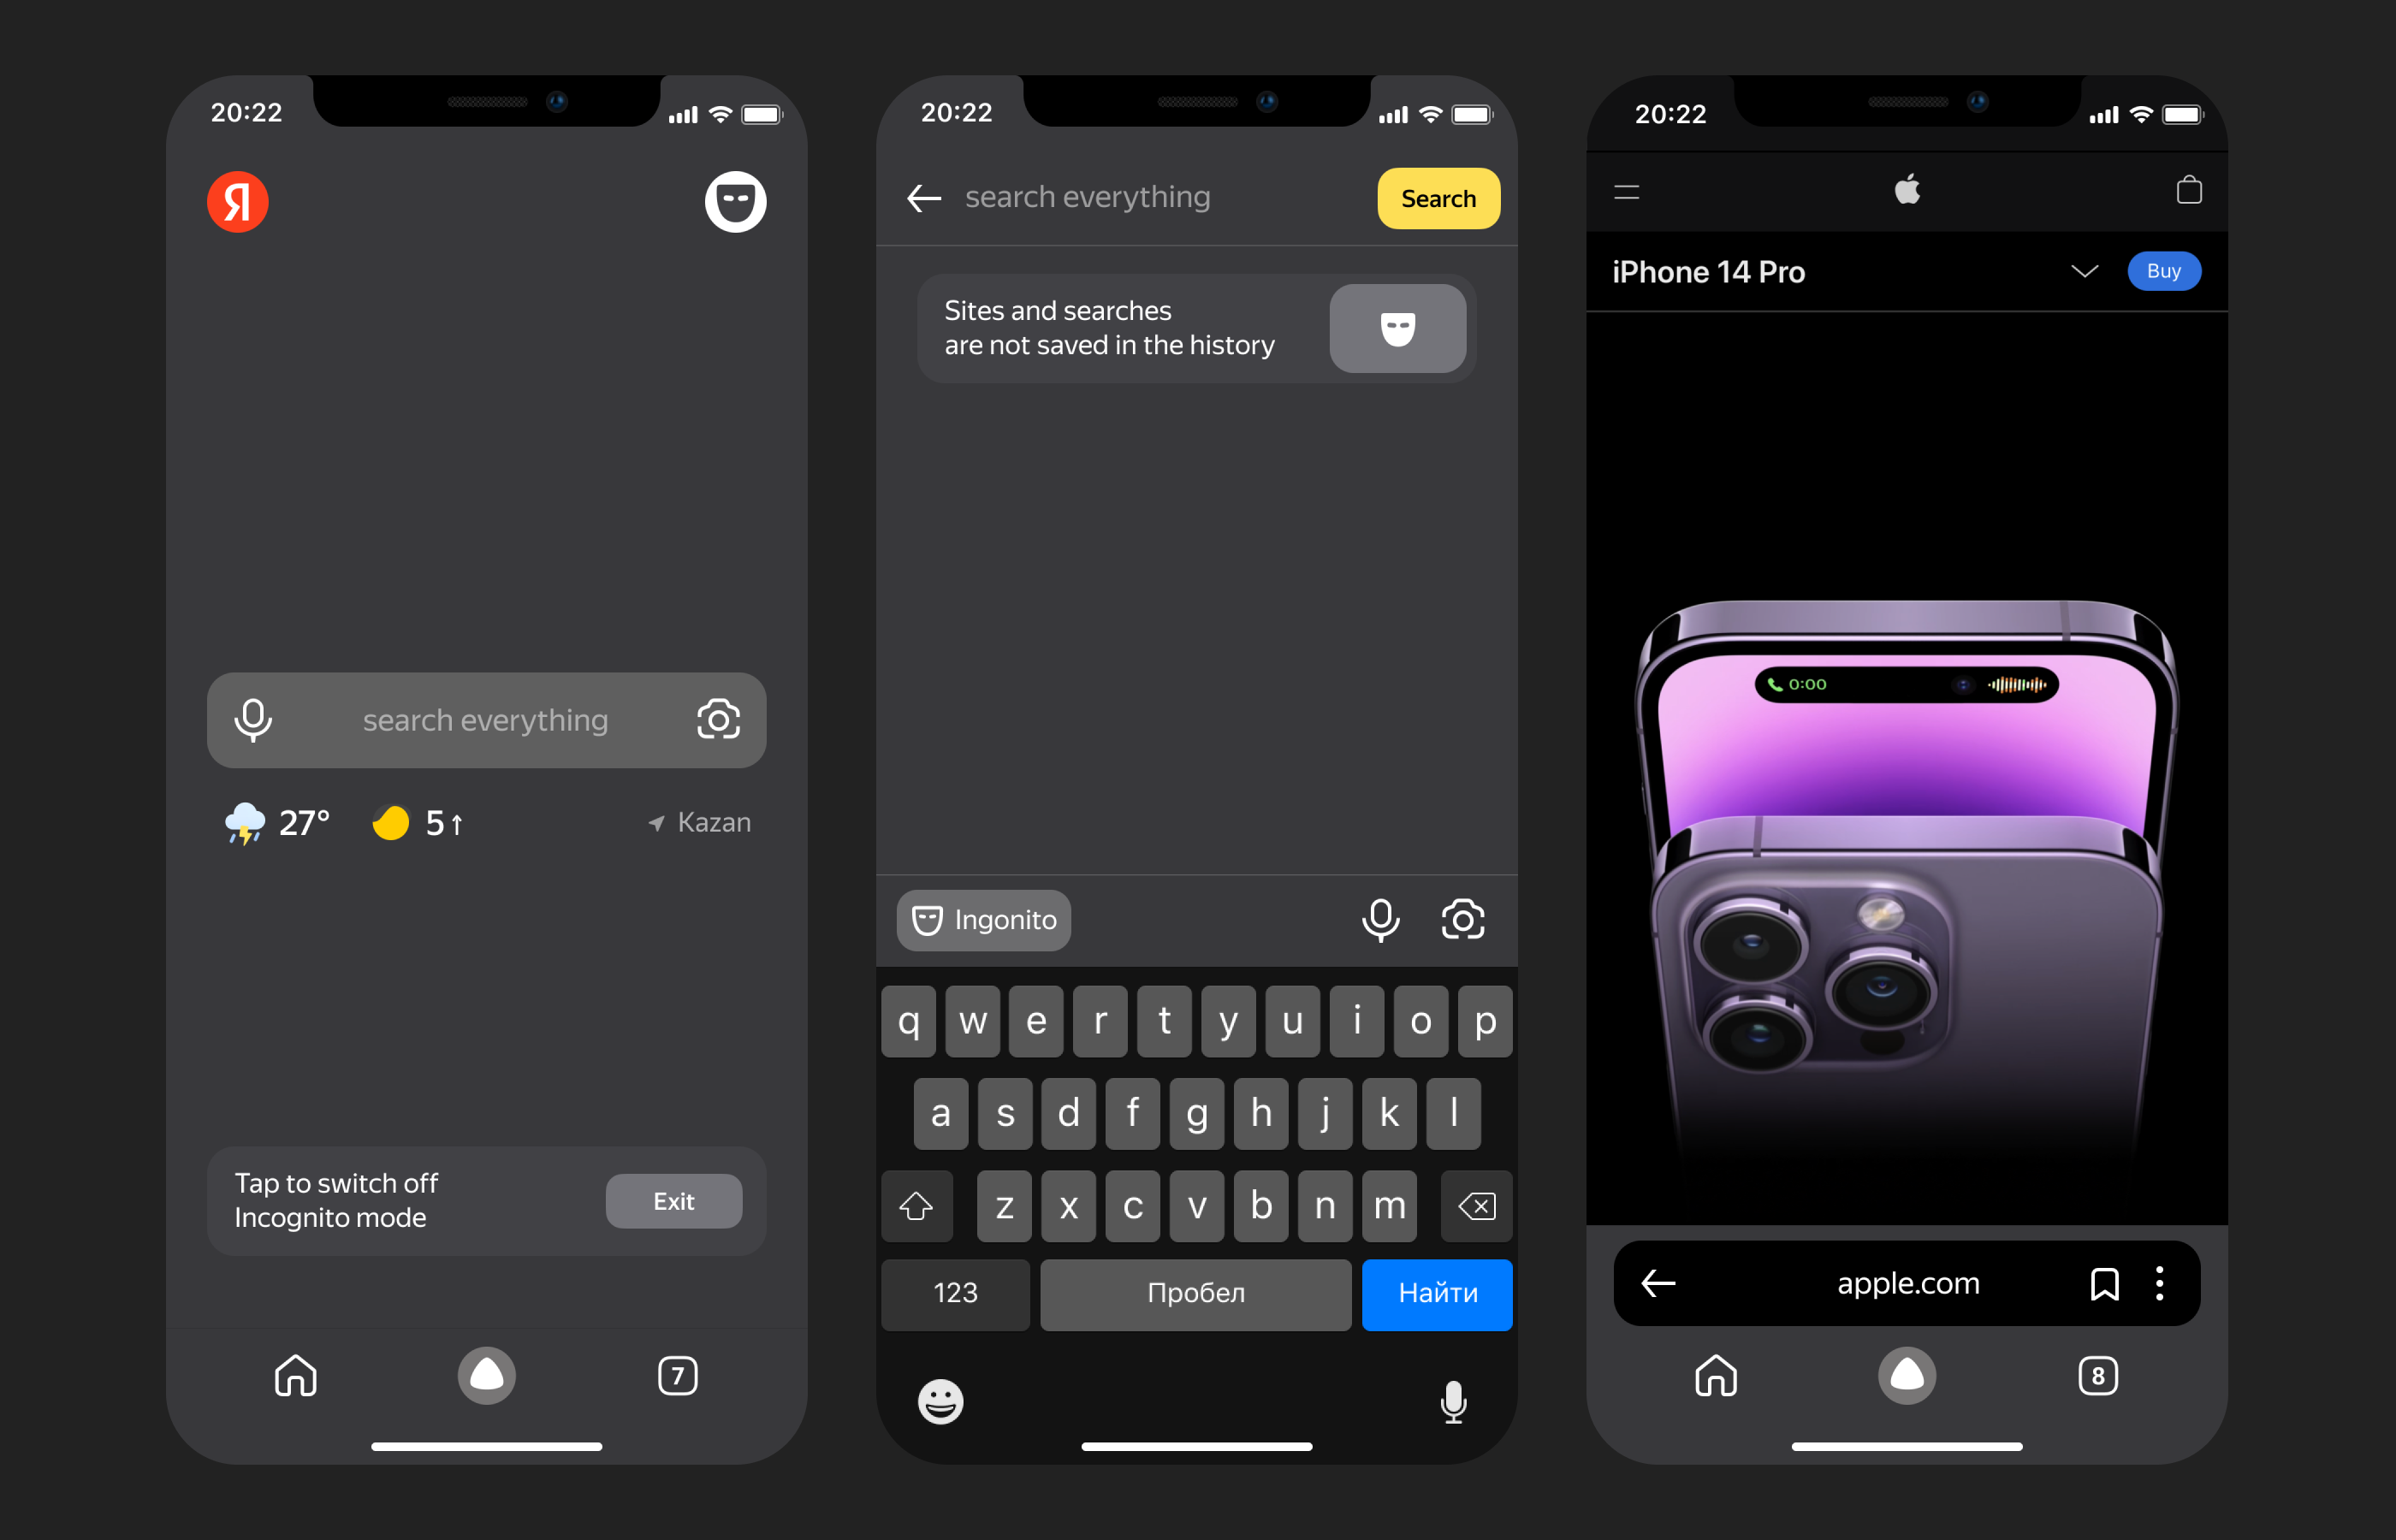 20:22
Я
search everything
27° 5↑ Kazan
Tap to switch off
Incognito mode
Exit
7
20:22
search everything
Search
Sites and searches
are not saved in the history
Ingonito
q w e r t y u i o p
a s d f g h j k l
z x c v b n m
123 Пробел Найти
20:22
iPhone 14 Pro
Buy
0:00
apple.com
8